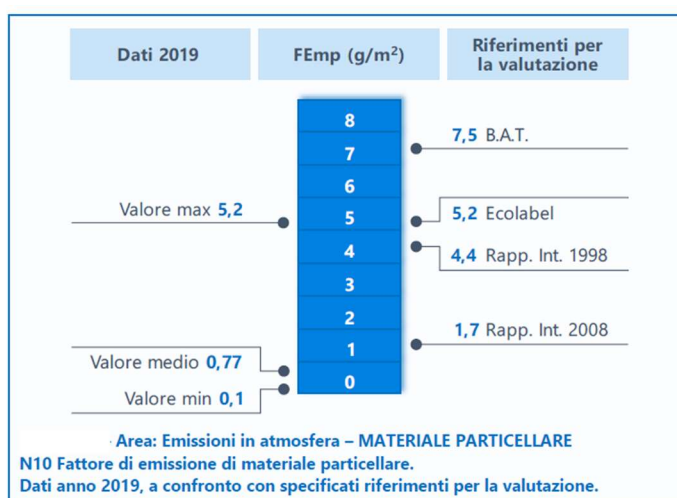 Dati 2019
FEmp (g/m²)
Riferimenti per
la valutazione
8
7
6
5
4
3
2
1
0
Valore max 5,2
Valore medio 0,77
Valore min 0,1
7,5 B.A.T.
5,2 Ecolabel
4,4 Rapp. Int. 1998
1,7 Rapp. Int. 2008
· Area: Emissioni in atmosfera – MATERIALE PARTICELLARE
N10 Fattore di emissione di materiale particellare.
Dati anno 2019, a confronto con specificati riferimenti per la valutazione.